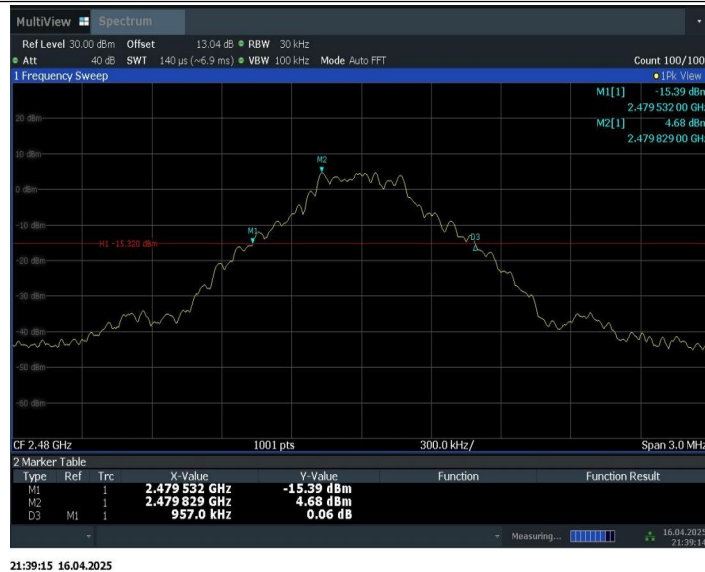 MultiView Spectrum
Ref Level 30.00 dBm Offset 13.04 dB RBW 30 kHz
Att 40 dB SWT 140 µs (~6.9 ms) VBW 100 kHz Mode Auto FFT Count 100/100
1 Frequency Sweep 1Pk View
M1[1] -15.39 dBm
2.479 532 00 GHz
M2[1] 4.68 dBm
2.479 829 00 GHz
20 dBm
10 dBm
M2
0 dBm
-10 dBm
M1
D3
H1 -15.320 dBm
-20 dBm
-30 dBm
-40 dBm
-50 dBm
-60 dBm
CF 2.48 GHz 1001 pts 300.0 kHz/ Span 3.0 MHz
2 Marker Table
Type Ref Trc X-Value Y-Value Function Function Result
M1 1 2.479 532 GHz -15.39 dBm
M2 1 2.479 829 GHz 4.68 dBm
D3 M1 1 957.0 kHz 0.06 dB
Measuring... 16.04.2025
21:39:14
21:39:15 16.04.2025